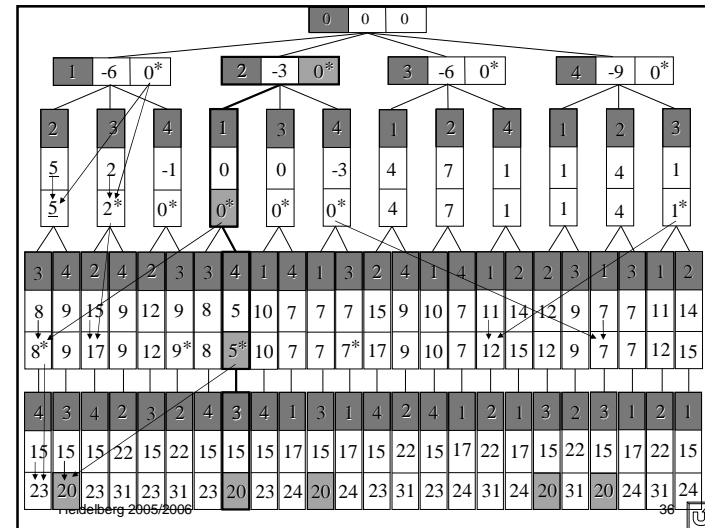 0 0 0
1 -6 0* 2 -3 0* 3 -6 0* 4 -9 0*
2 3 4 1 3 4 1 2 4 1 2 3
5 2 -1 0 0 -3 4 7 1 1 4 1
5 2* 0* 0* 0* 0* 4 7 1 1 4 1*
3 4 2 4 2 3 3 4 1 4 1 3 2 4 1 4 1 2 2 3 1 3 1 2
8 9 15 9 12 9 8 5 10 7 7 7 15 9 10 7 11 14 12 9 7 7 11 14
8* 9 17 9 12 9* 8 5* 10 7 7 7* 17 9 10 7 12 15 12 9 7 7 12 15
4 3 4 2 3 2 4 3 4 1 3 1 4 2 4 1 2 1 3 2 3 1 2 1
15 15 15 22 15 22 15 15 15 17 15 17 15 22 15 17 22 17 15 22 15 17 22 15
23 20 23 31 23 31 23 20 23 24 20 24 23 31 23 24 31 24 20 31 20 24 31 24
Heidelberg 2005/2006 36